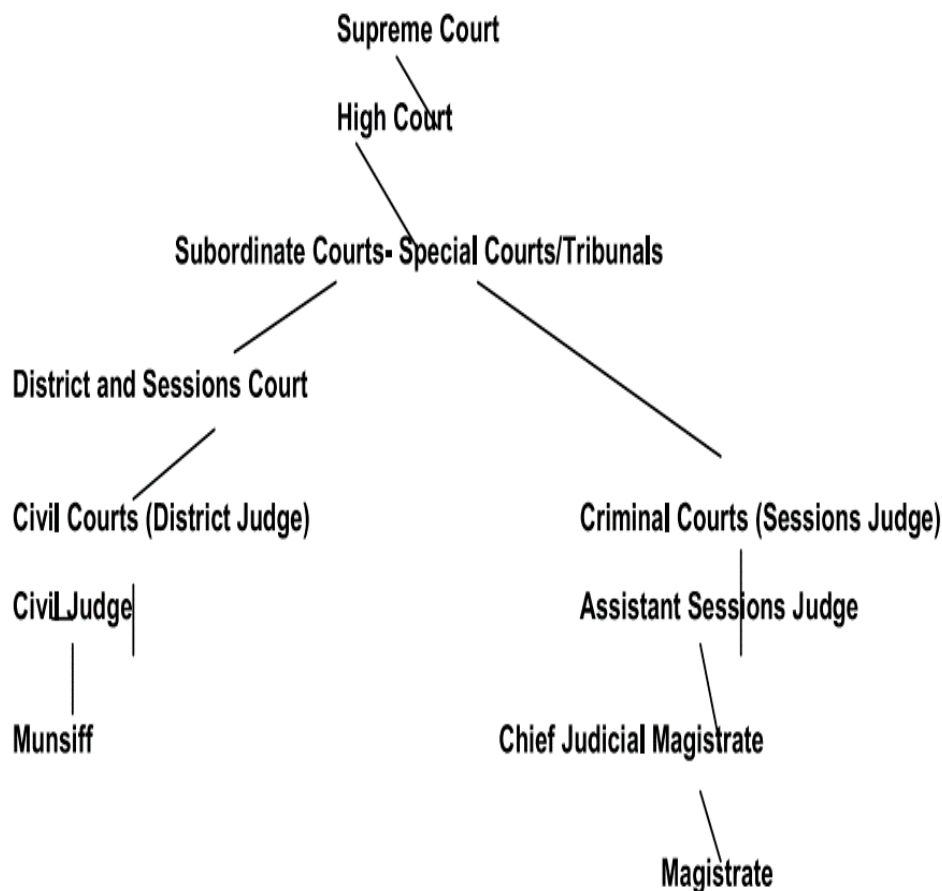 Supreme Court
High Court
Subordinate Courts- Special Courts/Tribunals
District and Sessions Court
Civil Courts (District Judge)
Criminal Courts (Sessions Judge)
Civil Judge
Assistant Sessions Judge
Munsiff
Chief Judicial Magistrate
Magistrate